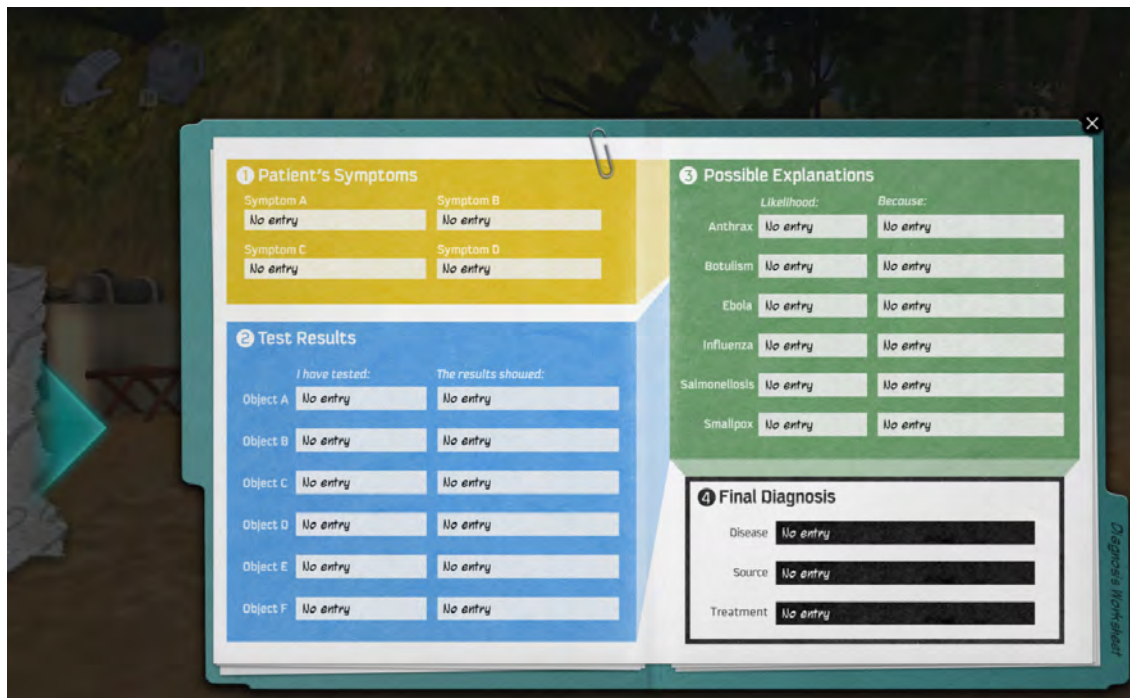 1 Patient's Symptoms
Symptom A Symptom B
No entry No entry
Symptom C Symptom D
No entry No entry
2 Test Results
I have tested: The results showed:
Object A No entry No entry
Object B No entry No entry
Object C No entry No entry
Object D No entry No entry
Object E No entry No entry
Object F No entry No entry
3 Possible Explanations
Likelihood: Because:
Anthrax No entry No entry
Botulism No entry No entry
Ebola No entry No entry
Influenza No entry No entry
Salmonellosis No entry No entry
Smallpox No entry No entry
4 Final Diagnosis
Disease No entry
Source No entry
Treatment No entry
Diagnosis Worksheet